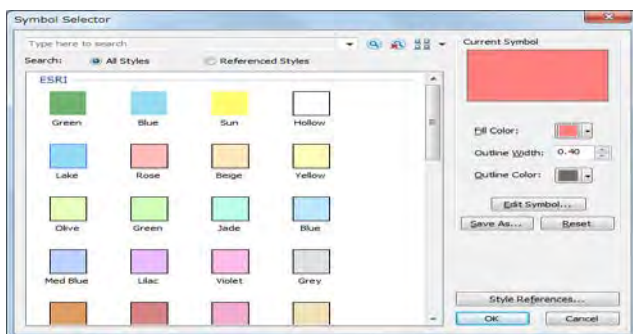 Symbol Selector
Type here to search
Search: All Styles Referenced Styles
ESRI
Green Blue Sun Hollow
Lake Rose Beige Yellow
Olive Green Jade Blue
Med Blue Lilac Violet Grey
Current Symbol
Fill Color:
Outline Width: 0.40
Outline Color:
Edit Symbol...
Save As... Reset
Style References...
OK Cancel